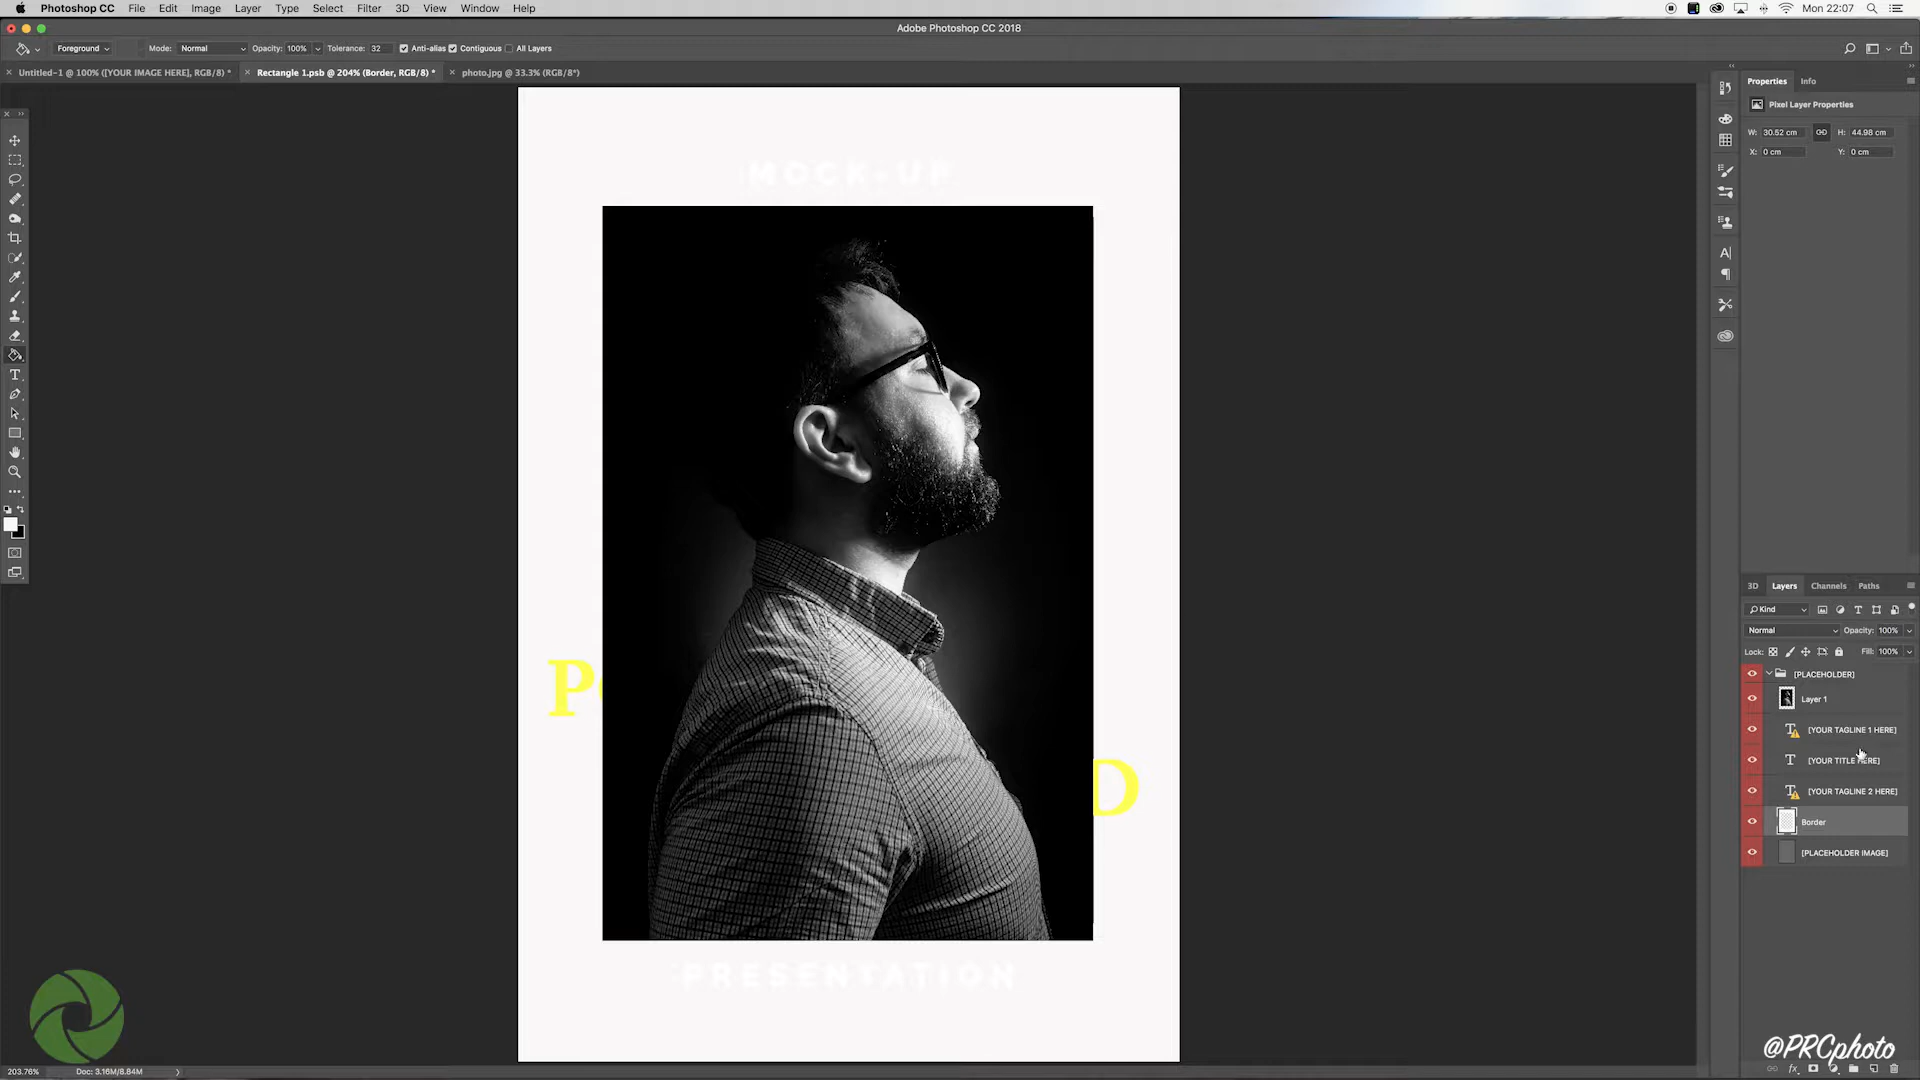 Photoshop CC File Edit Image Layer Type Select Filter 3D View Window Help Mon 22:07
Adobe Photoshop CC 2018
Foreground Mode: Normal Opacity: 100% Tolerance: 32 Anti-alias Contiguous All Layers
Untitled-1 @ 100% ([YOUR IMAGE HERE], RGB/8) * Rectangle 1.psb @ 204% (Border, RGB/8) * photo.jpg @ 33.3% (RGB/8*)
Properties Info
Pixel Layer Properties
W: 30.52 cm H: 44.98 cm
X: 0 cm Y: 0 cm
MOCK-UP
P
D
PRESENTATION
3D Layers Channels Paths
Kind
Normal Opacity: 100%
Lock: Fill: 100%
[PLACEHOLDER]
Layer 1
[YOUR TAGLINE 1 HERE]
[YOUR TITLE HERE]
[YOUR TAGLINE 2 HERE]
Border
[PLACEHOLDER IMAGE]
@PRCphoto
203.76% Doc: 3.16M/8.84M